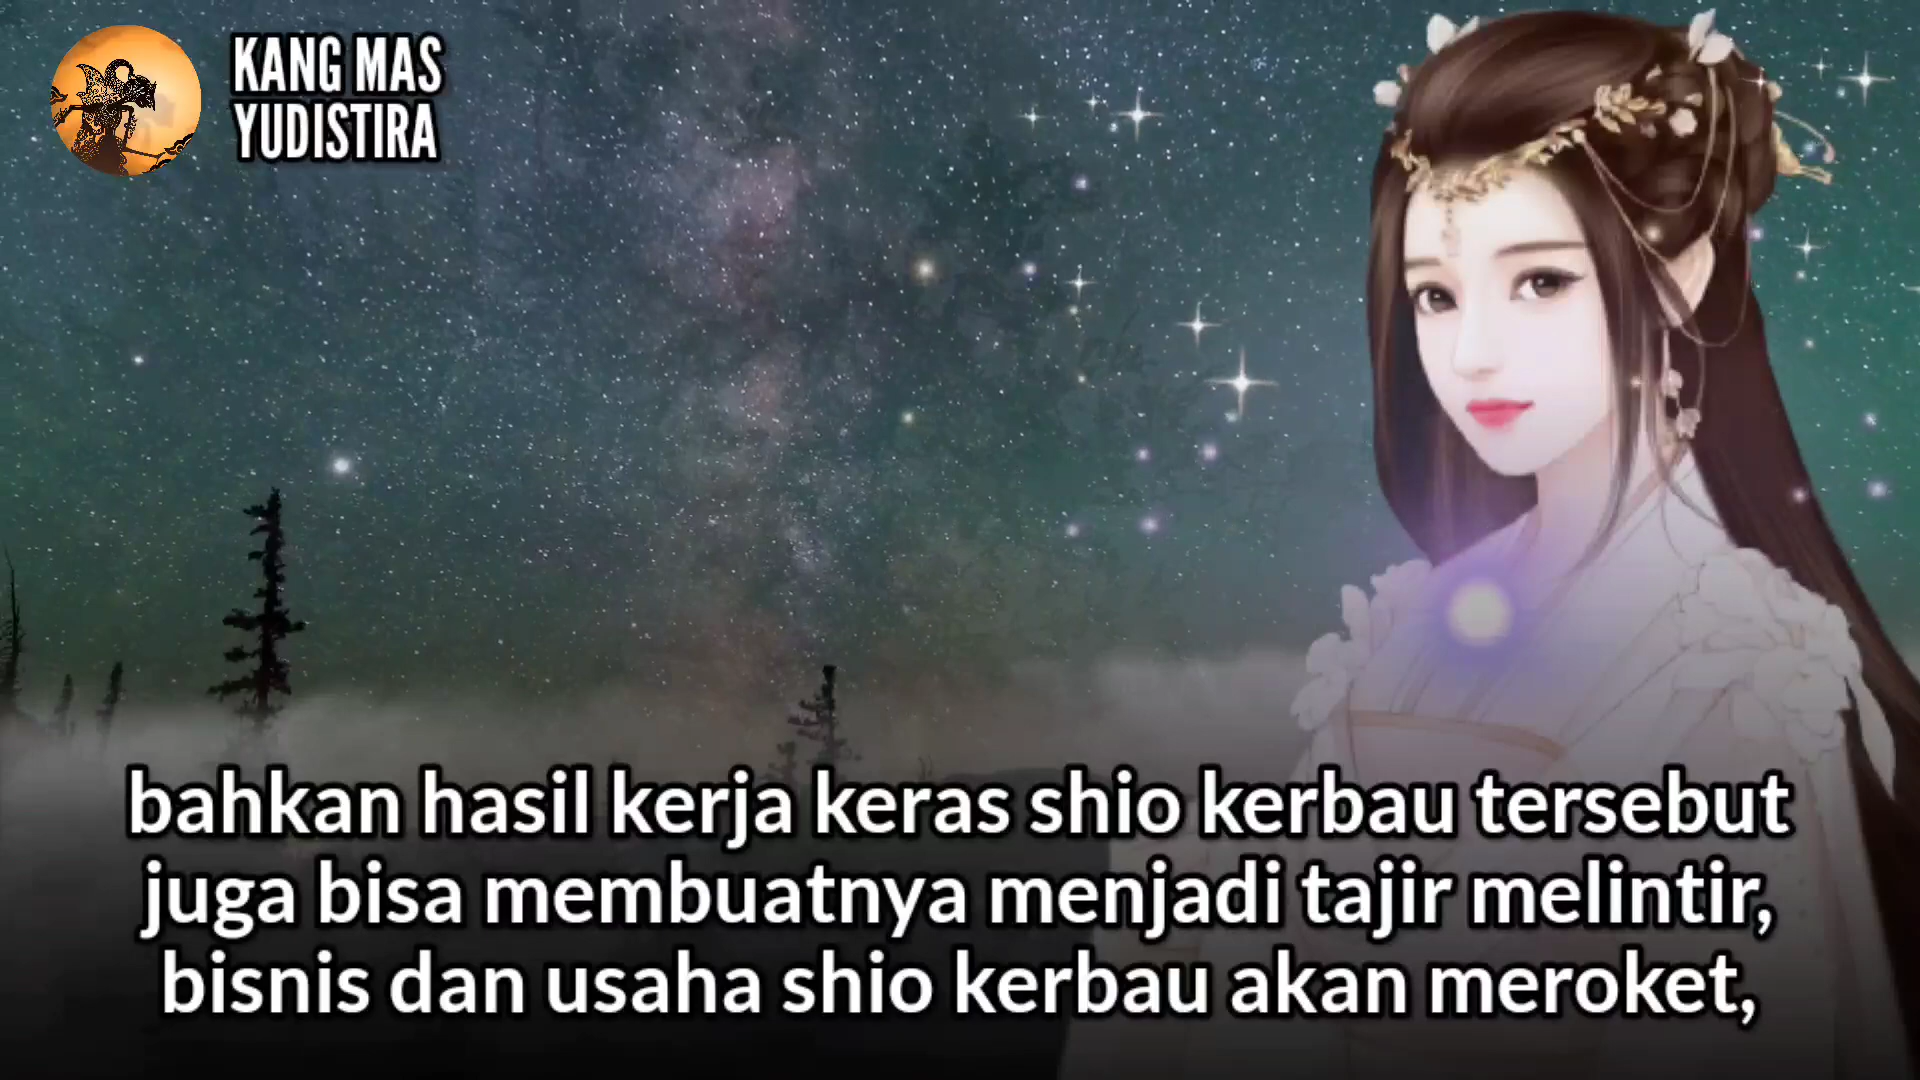 KANG MAS
YUDISTIRA
bahkan hasil kerja keras shio kerbau tersebut
juga bisa membuatnya menjadi tajir melintir,
bisnis dan usaha shio kerbau akan meroket,